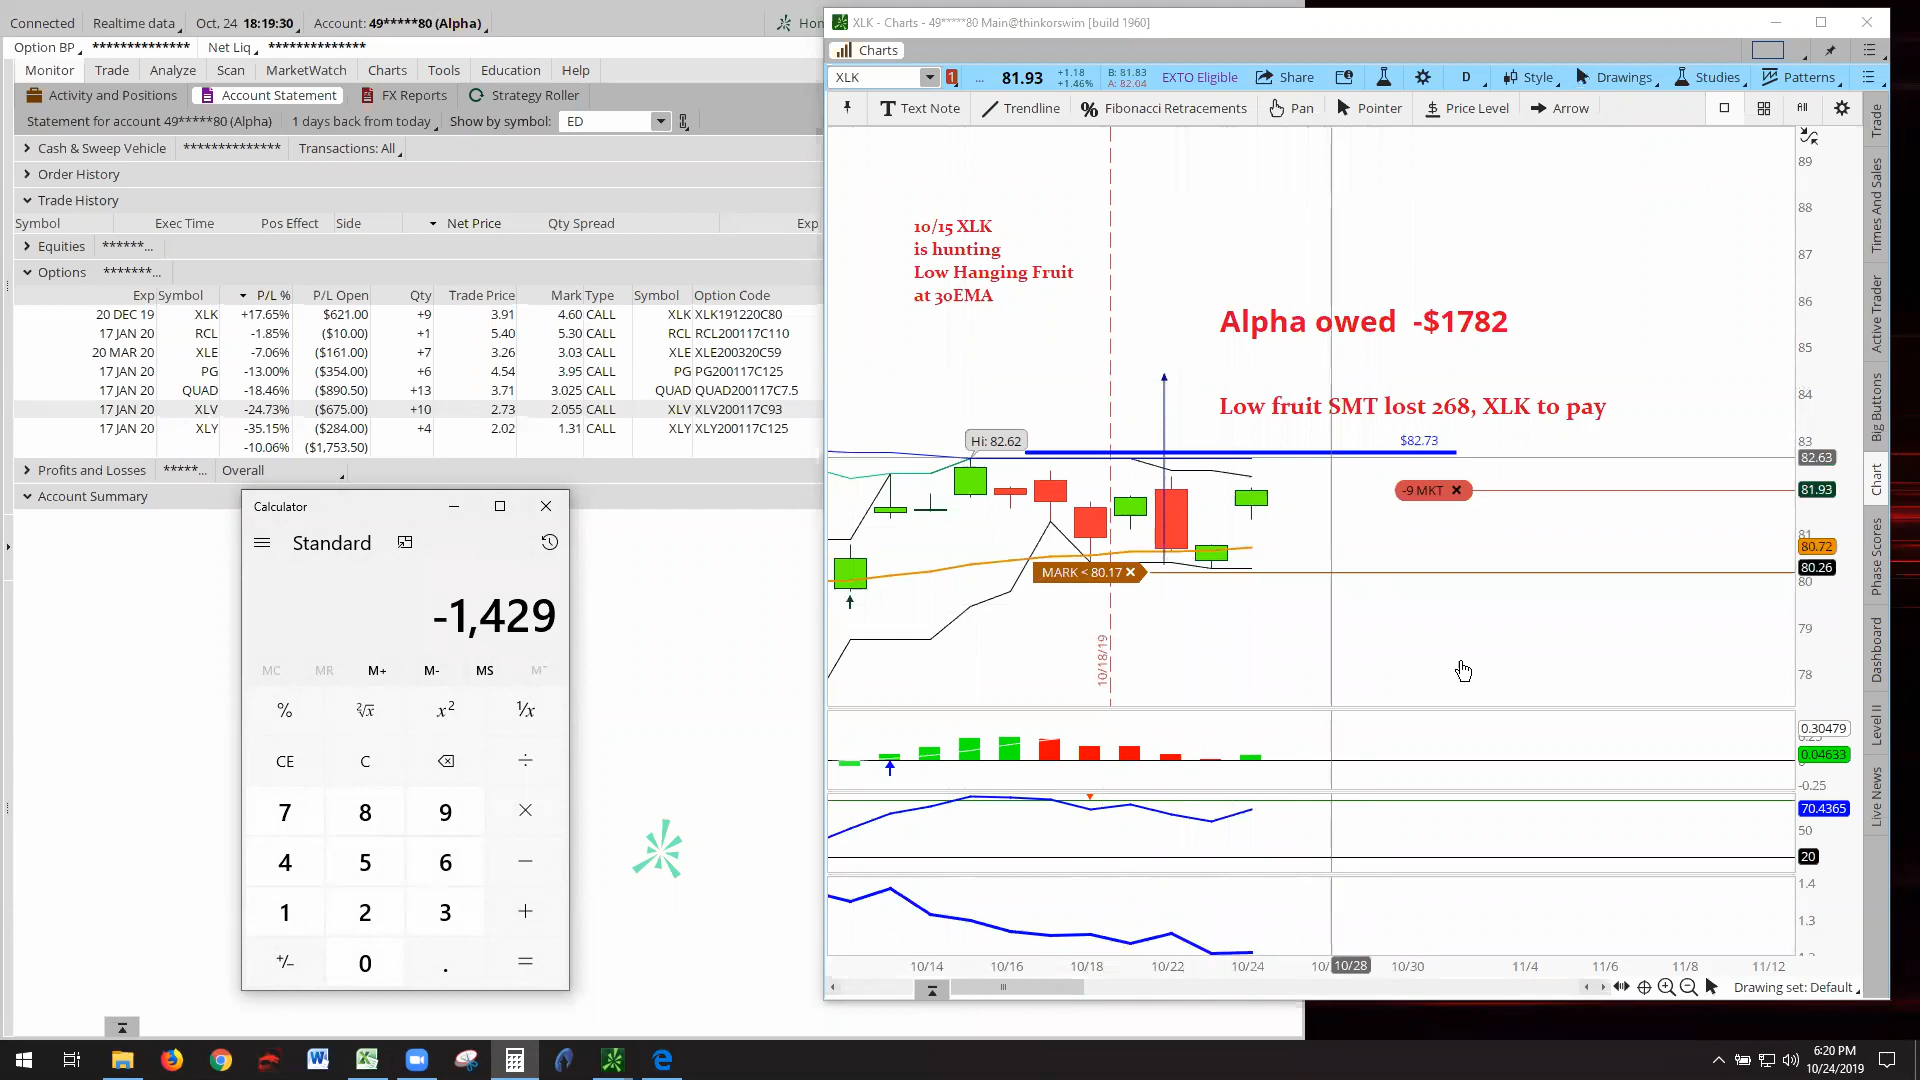 Connected Realtime data Oct, 24 18:19:30 Account: 49*****80 (Alpha)
Option BP ************** Net Liq **************
Monitor Trade Analyze Scan MarketWatch Charts Tools Education Help
Activity and Positions Account Statement FX Reports Strategy Roller
Statement for account 49*****80 (Alpha) 1 days back from today Show by symbol: ED
Cash & Sweep Vehicle ************** Transactions: All
Order History
Trade History
Symbol Exec Time Pos Effect Side Net Price Qty Spread Exp
Equities ******...
Options *******...
Exp Symbol P/L % P/L Open Qty Trade Price Mark Type Symbol Option Code
20 DEC 19 XLK +17.65% $621.00 +9 3.91 4.60 CALL XLK XLK191220C80
17 JAN 20 RCL -1.85% ($10.00) +1 5.40 5.30 CALL RCL RCL200117C110
20 MAR 20 XLE -7.06% ($161.00) +7 3.26 3.03 CALL XLE XLE200320C59
17 JAN 20 PG -13.00% ($354.00) +6 4.54 3.95 CALL PG PG200117C125
17 JAN 20 QUAD -18.46% ($890.50) +13 3.71 3.025 CALL QUAD QUAD200117C7.5
17 JAN 20 XLV -24.73% ($675.00) +10 2.73 2.055 CALL XLV XLV200117C93
17 JAN 20 XLY -35.15% ($284.00) +4 2.02 1.31 CALL XLY XLY200117C125
-10.06% ($1,753.50)
Profits and Losses *****... Overall
Account Summary
Calculator
Standard
-1,429
MC MR M+ M- MS
% ²√x x² ¹/x
CE C ÷
7 8 9 ×
4 5 6 −
1 2 3 +
+/− 0 . =
XLK - Charts - 49*****80 Main@thinkorswim [build 1960]
Charts
XLK 1 ... 81.93 +1.18 +1.46% B: 81.83 A: 82.04 EXTO Eligible Share D Style Drawings Studies Patterns
Text Note Trendline Fibonacci Retracements Pan Pointer Price Level Arrow All
10/15 XLK
is hunting
Low Hanging Fruit
at 30EMA
Alpha owed -$1782
Low fruit SMT lost 268, XLK to pay
$82.73
Hi: 82.62
-9 MKT
MARK < 80.17
10/18/19
89
88
87
86
85
84
83
82.63
81.93
81
80.72
80.26
80
79
78
0.30479
0.04633
-0.25
70.4365
50
20
1.4
1.3
10/14 10/16 10/18 10/22 10/24 10/28 10/30 11/4 11/6 11/8 11/12
Drawing set: Default
Trade
Times And Sales
Active Trader
Big Buttons
Chart
Phase Scores
Dashboard
Level II
Live News
6:20 PM
10/24/2019